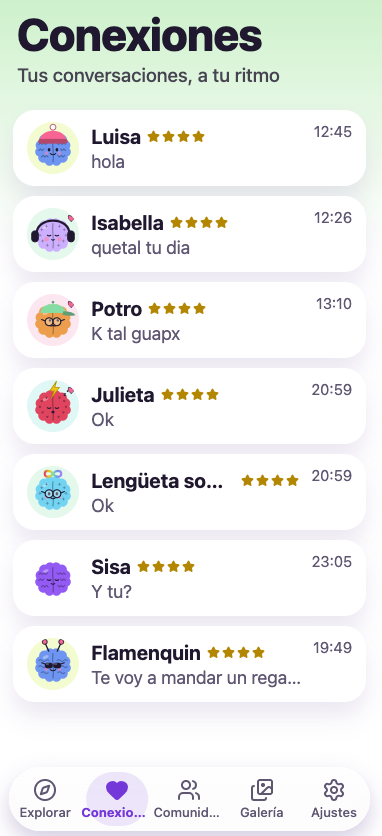 Conexiones
Tus conversaciones, a tu ritmo
Luisa 12:45
hola
Isabella 12:26
quetal tu dia
Potro 13:10
K tal guapx
Julieta 20:59
Ok
Lengüeta so... 20:59
Ok
Sisa 23:05
Y tu?
Flamenquin 19:49
Te voy a mandar un rega...
Explorar Conexio... Comunid... Galería Ajustes